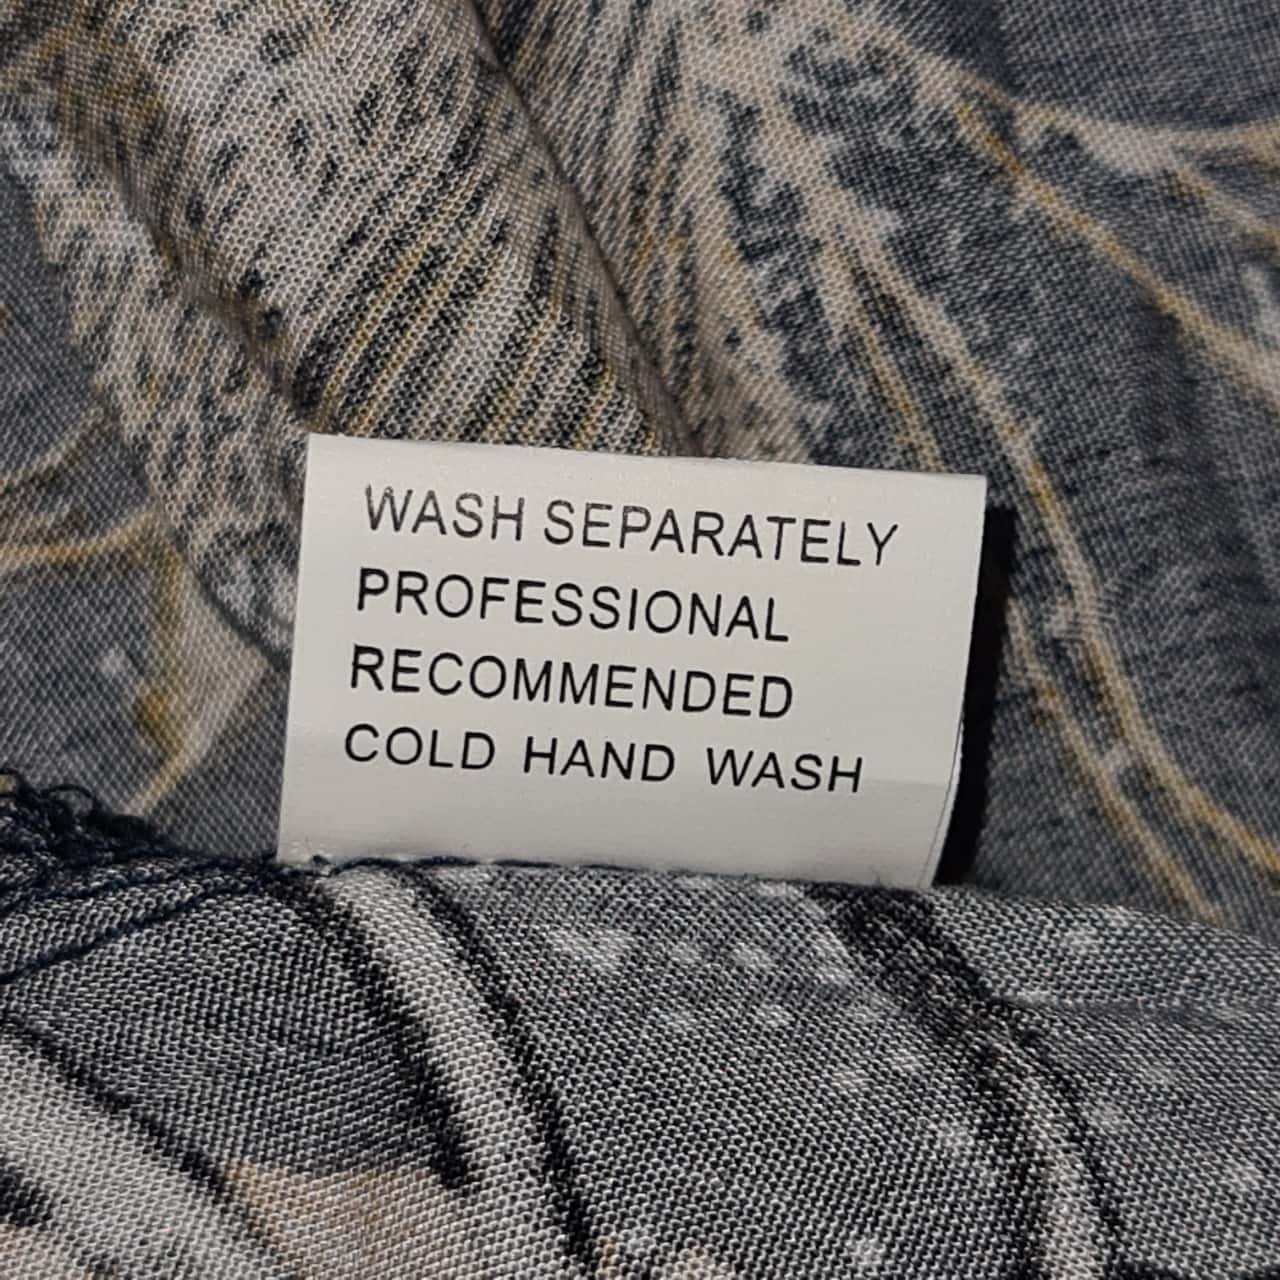 WASH SEPARATELY
PROFESSIONAL
RECOMMENDED
COLD HAND WASH